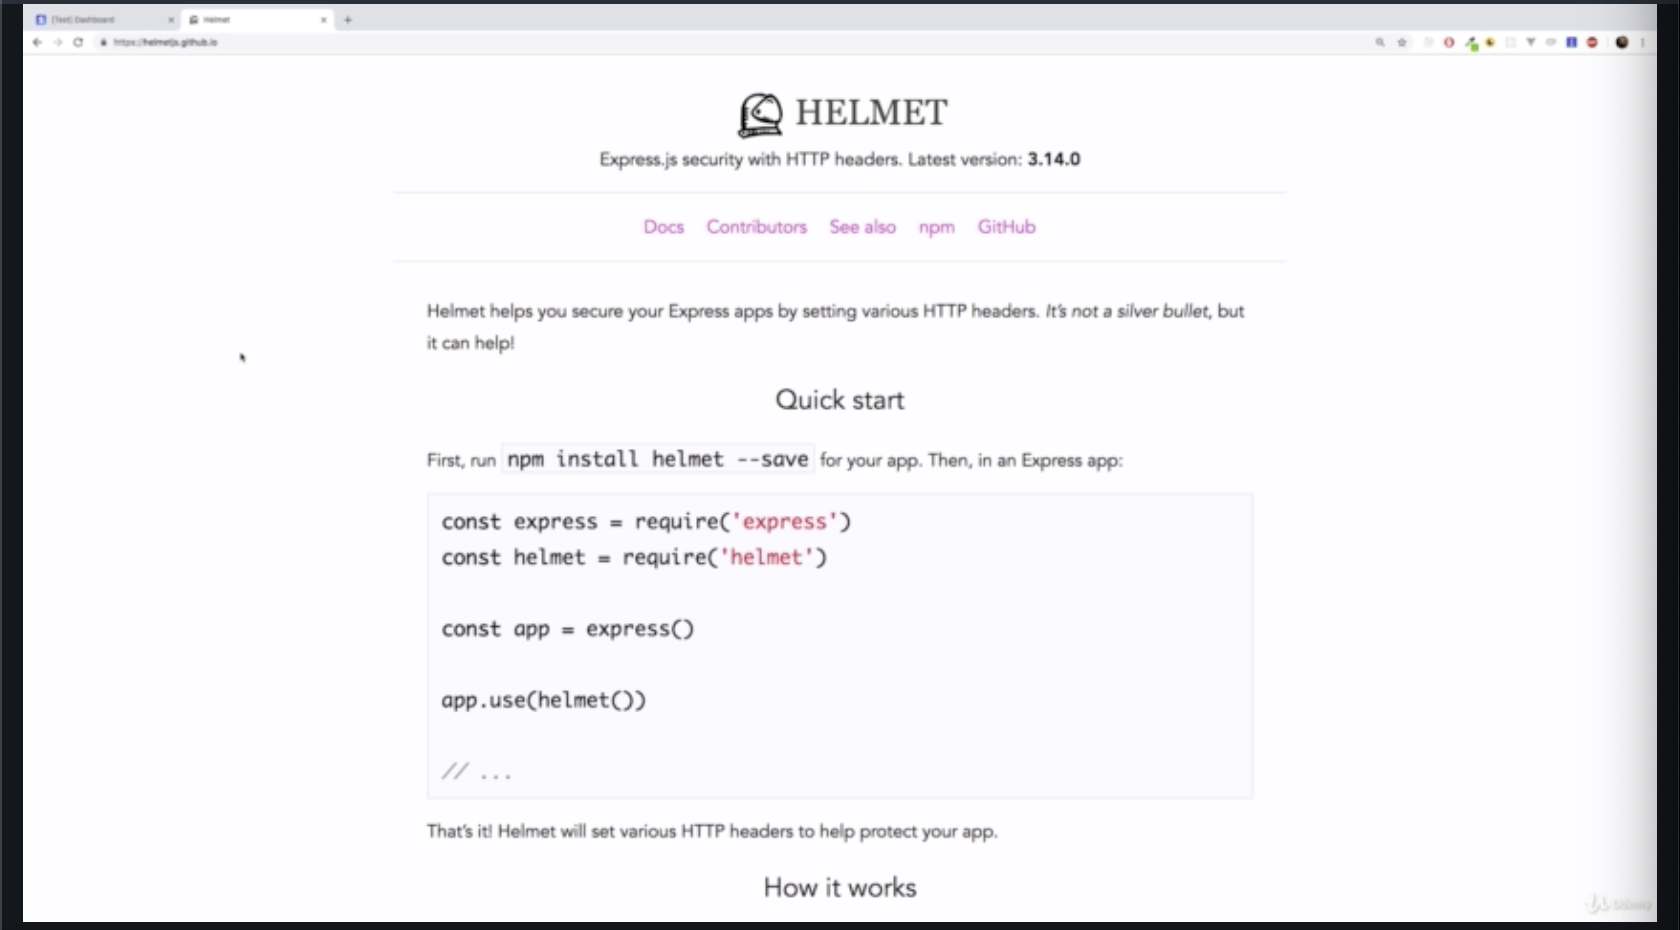 [Test] Dashboard
Helmet
https://helmetjs.github.io
HELMET
Express.js security with HTTP headers. Latest version: 3.14.0
Docs Contributors See also npm GitHub
Helmet helps you secure your Express apps by setting various HTTP headers. It's not a silver bullet, but
it can help!
Quick start
First, run npm install helmet --save for your app. Then, in an Express app:
const express = require('express')
const helmet = require('helmet')
const app = express()
app.use(helmet())
// ...
That's it! Helmet will set various HTTP headers to help protect your app.
How it works
Udemy